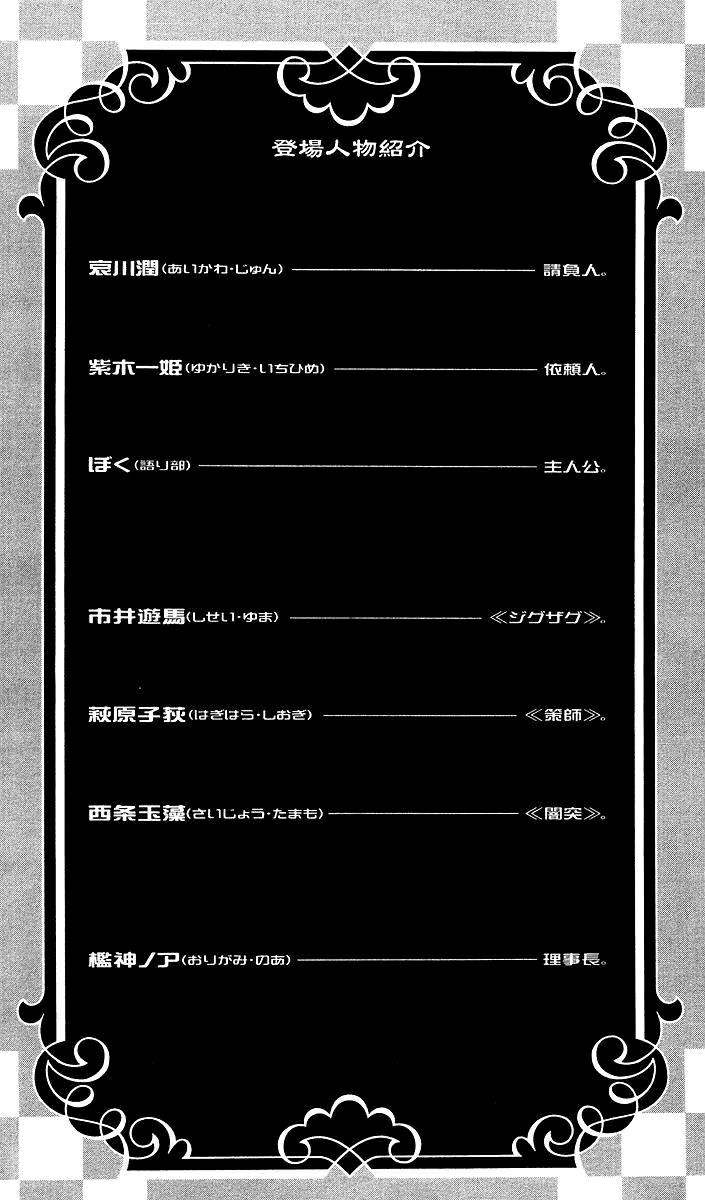 登場人物紹介
哀川潤(あいかわ・じゅん)────請負人。
紫木一姫(ゆかりき・いちひめ)────依頼人。
ぼく(語り部)────主人公。
市井遊馬(しせい・ゆま)────≪ジグザグ≫。
萩原子荻(はぎはら・しおぎ)────≪策師≫。
西条玉藻(さいじょう・たまも)────≪闇突≫。
檻神ノア(おりがみ・のあ)────理事長。